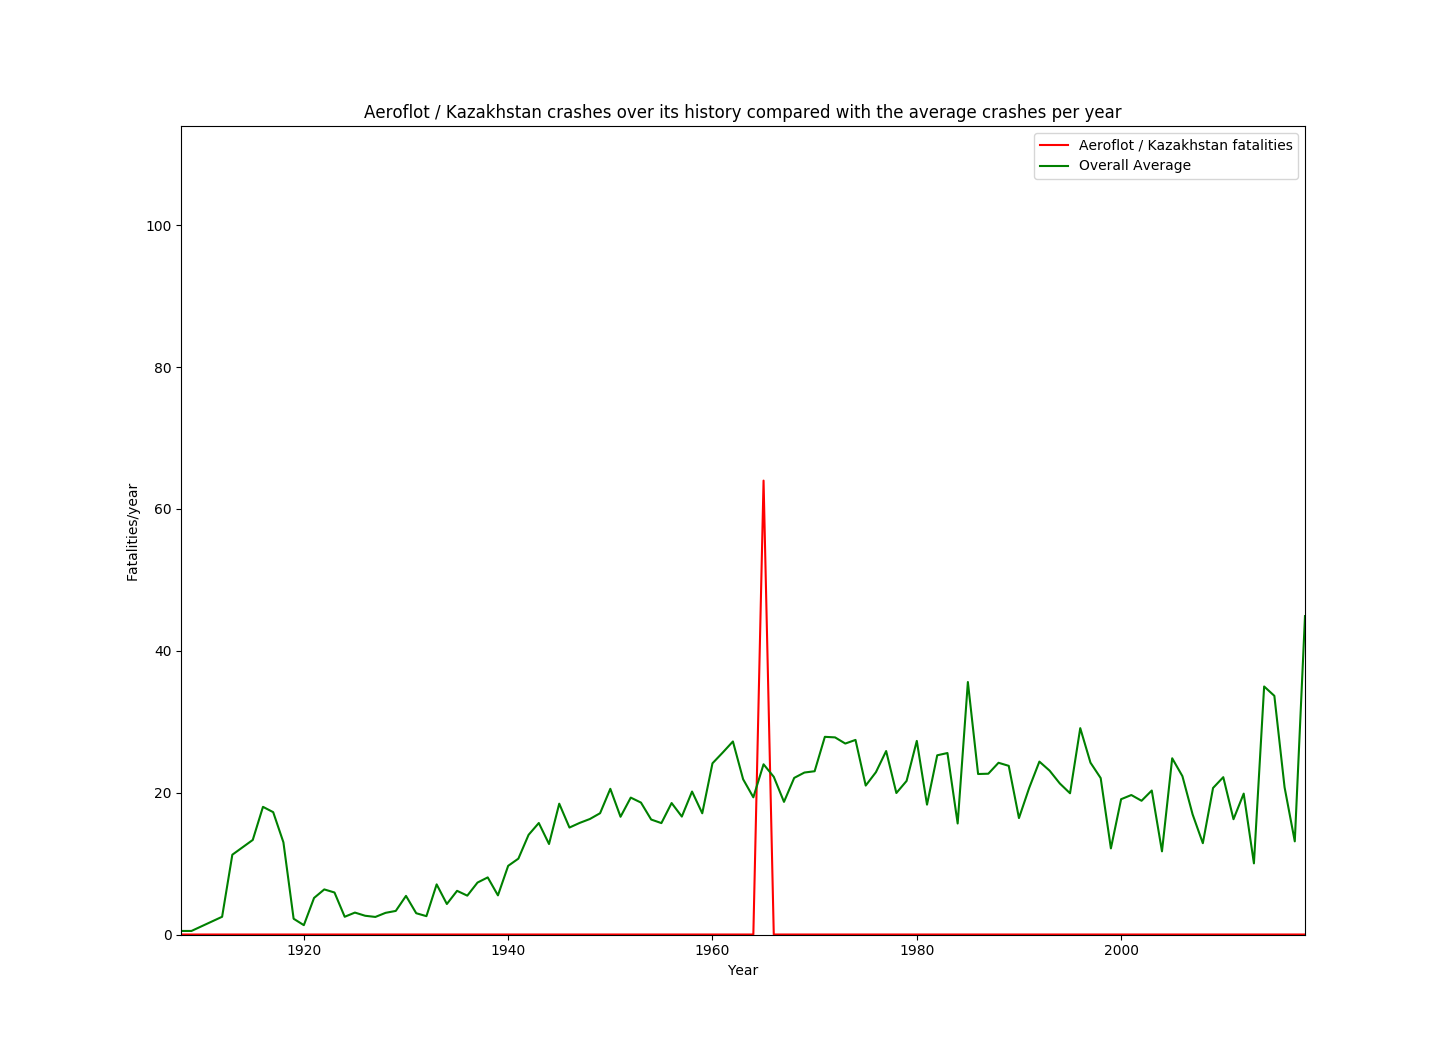 Aeroflot / Kazakhstan crashes over its history compared with the average crashes per year
Aeroflot / Kazakhstan fatalities
Overall Average
100
80
60
40
20
0
Fatalities/year
1920 1940 1960 1980 2000
Year